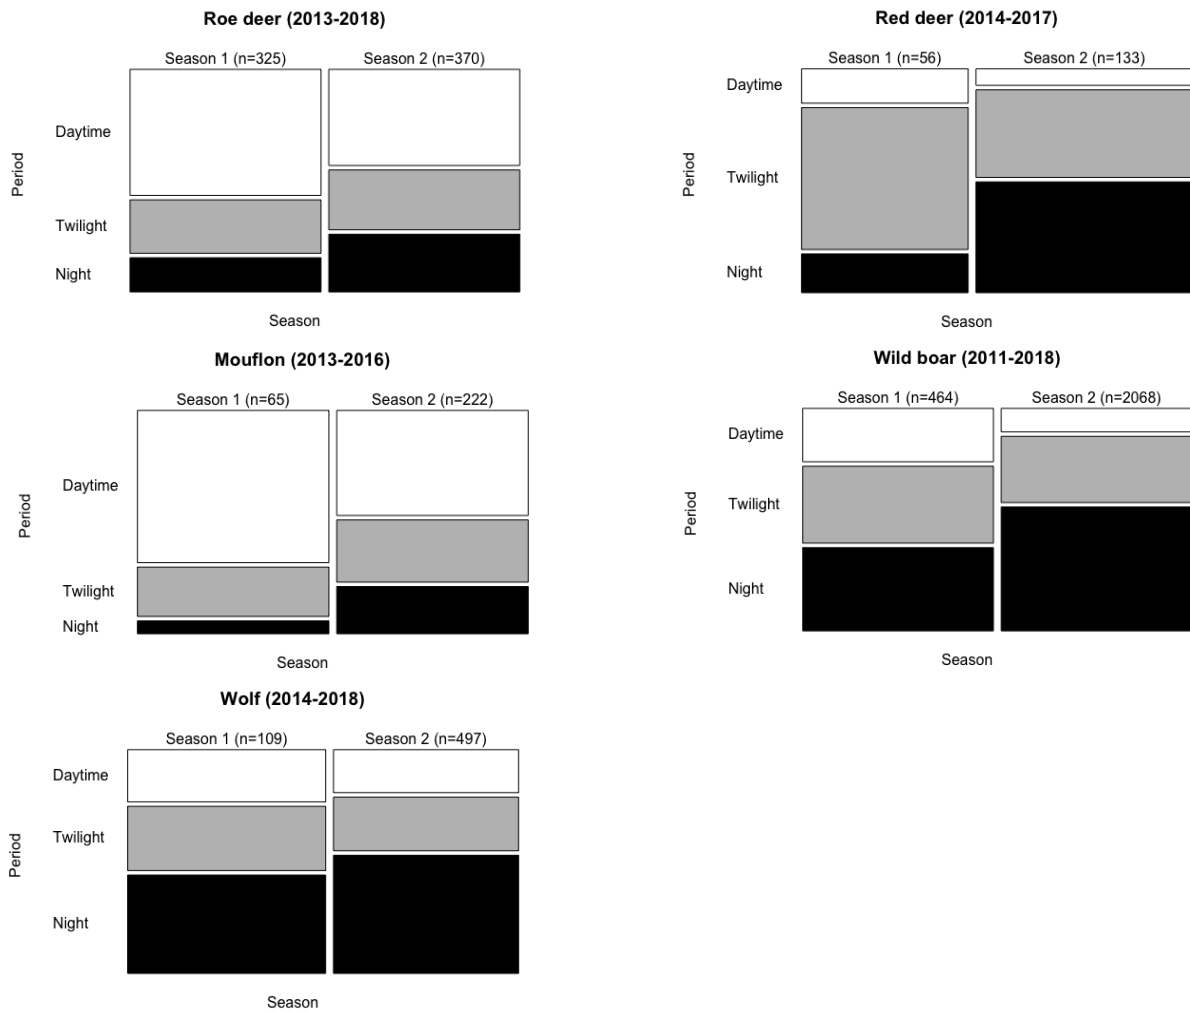 Roe deer (2013-2018)
Season 1 (n=325) Season 2 (n=370)
Daytime
Twilight
Night
Period
Season
Red deer (2014-2017)
Season 1 (n=56) Season 2 (n=133)
Daytime
Twilight
Night
Period
Season
Mouflon (2013-2016)
Season 1 (n=65) Season 2 (n=222)
Daytime
Twilight
Night
Period
Season
Wild boar (2011-2018)
Season 1 (n=464) Season 2 (n=2068)
Daytime
Twilight
Night
Period
Season
Wolf (2014-2018)
Season 1 (n=109) Season 2 (n=497)
Daytime
Twilight
Night
Period
Season